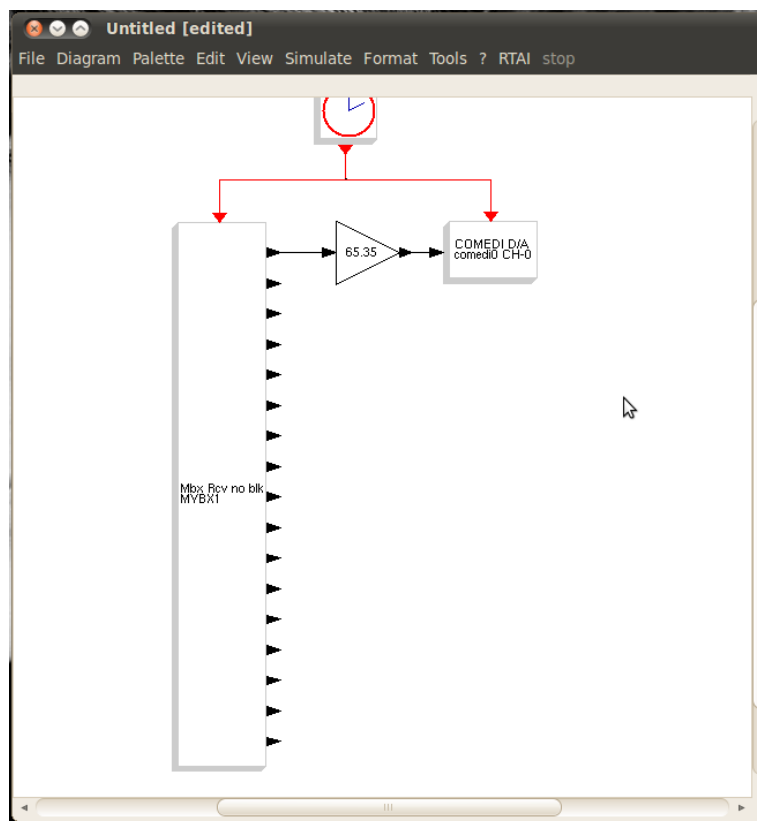 Untitled [edited]
File Diagram Palette Edit View Simulate Format Tools ? RTAI stop
65.35
COMEDI D/A
comedi0 CH-0
Mbx Rcv no blk
MYBX1